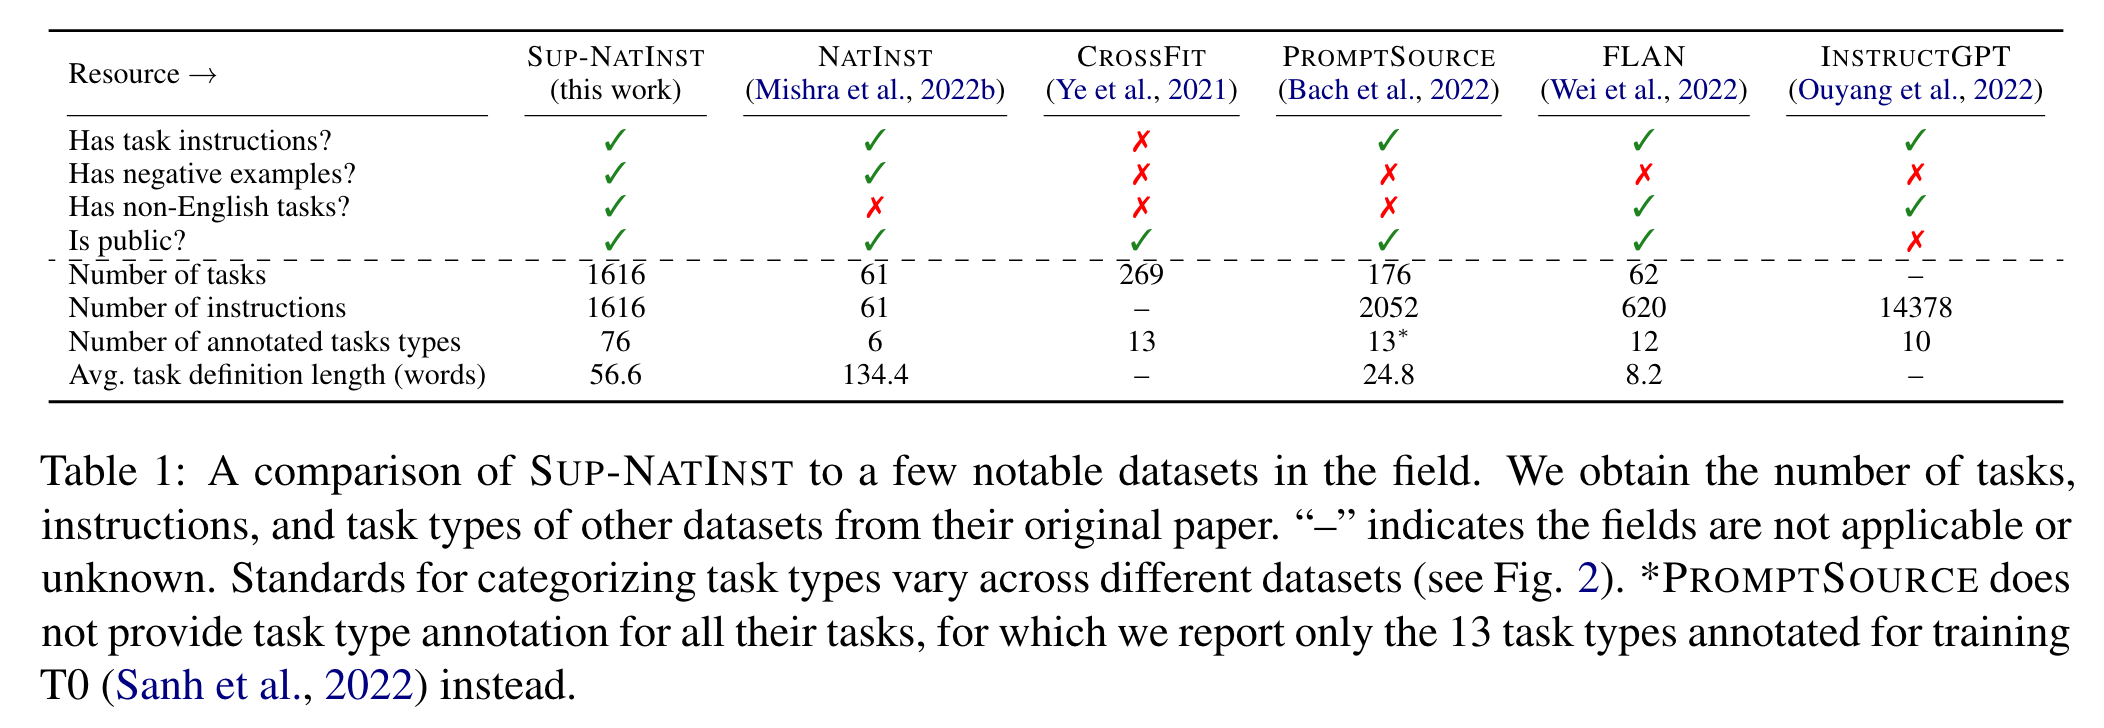 Resource → SUP-NATINST NATINST CROSSFIT PROMPTSOURCE FLAN INSTRUCTGPT
(this work) (Mishra et al., 2022b) (Ye et al., 2021) (Bach et al., 2022) (Wei et al., 2022) (Ouyang et al., 2022)
Has task instructions? ✓ ✓ ✗ ✓ ✓ ✓
Has negative examples? ✓ ✓ ✗ ✗ ✗ ✗
Has non-English tasks? ✓ ✗ ✗ ✗ ✓ ✓
Is public? ✓ ✓ ✓ ✓ ✓ ✗
Number of tasks 1616 61 269 176 62 –
Number of instructions 1616 61 – 2052 620 14378
Number of annotated tasks types 76 6 13 13* 12 10
Avg. task definition length (words) 56.6 134.4 – 24.8 8.2 –
Table 1: A comparison of SUP-NATINST to a few notable datasets in the field. We obtain the number of tasks,
instructions, and task types of other datasets from their original paper. “–” indicates the fields are not applicable or
unknown. Standards for categorizing task types vary across different datasets (see Fig. 2). *PROMPTSOURCE does
not provide task type annotation for all their tasks, for which we report only the 13 task types annotated for training
T0 (Sanh et al., 2022) instead.